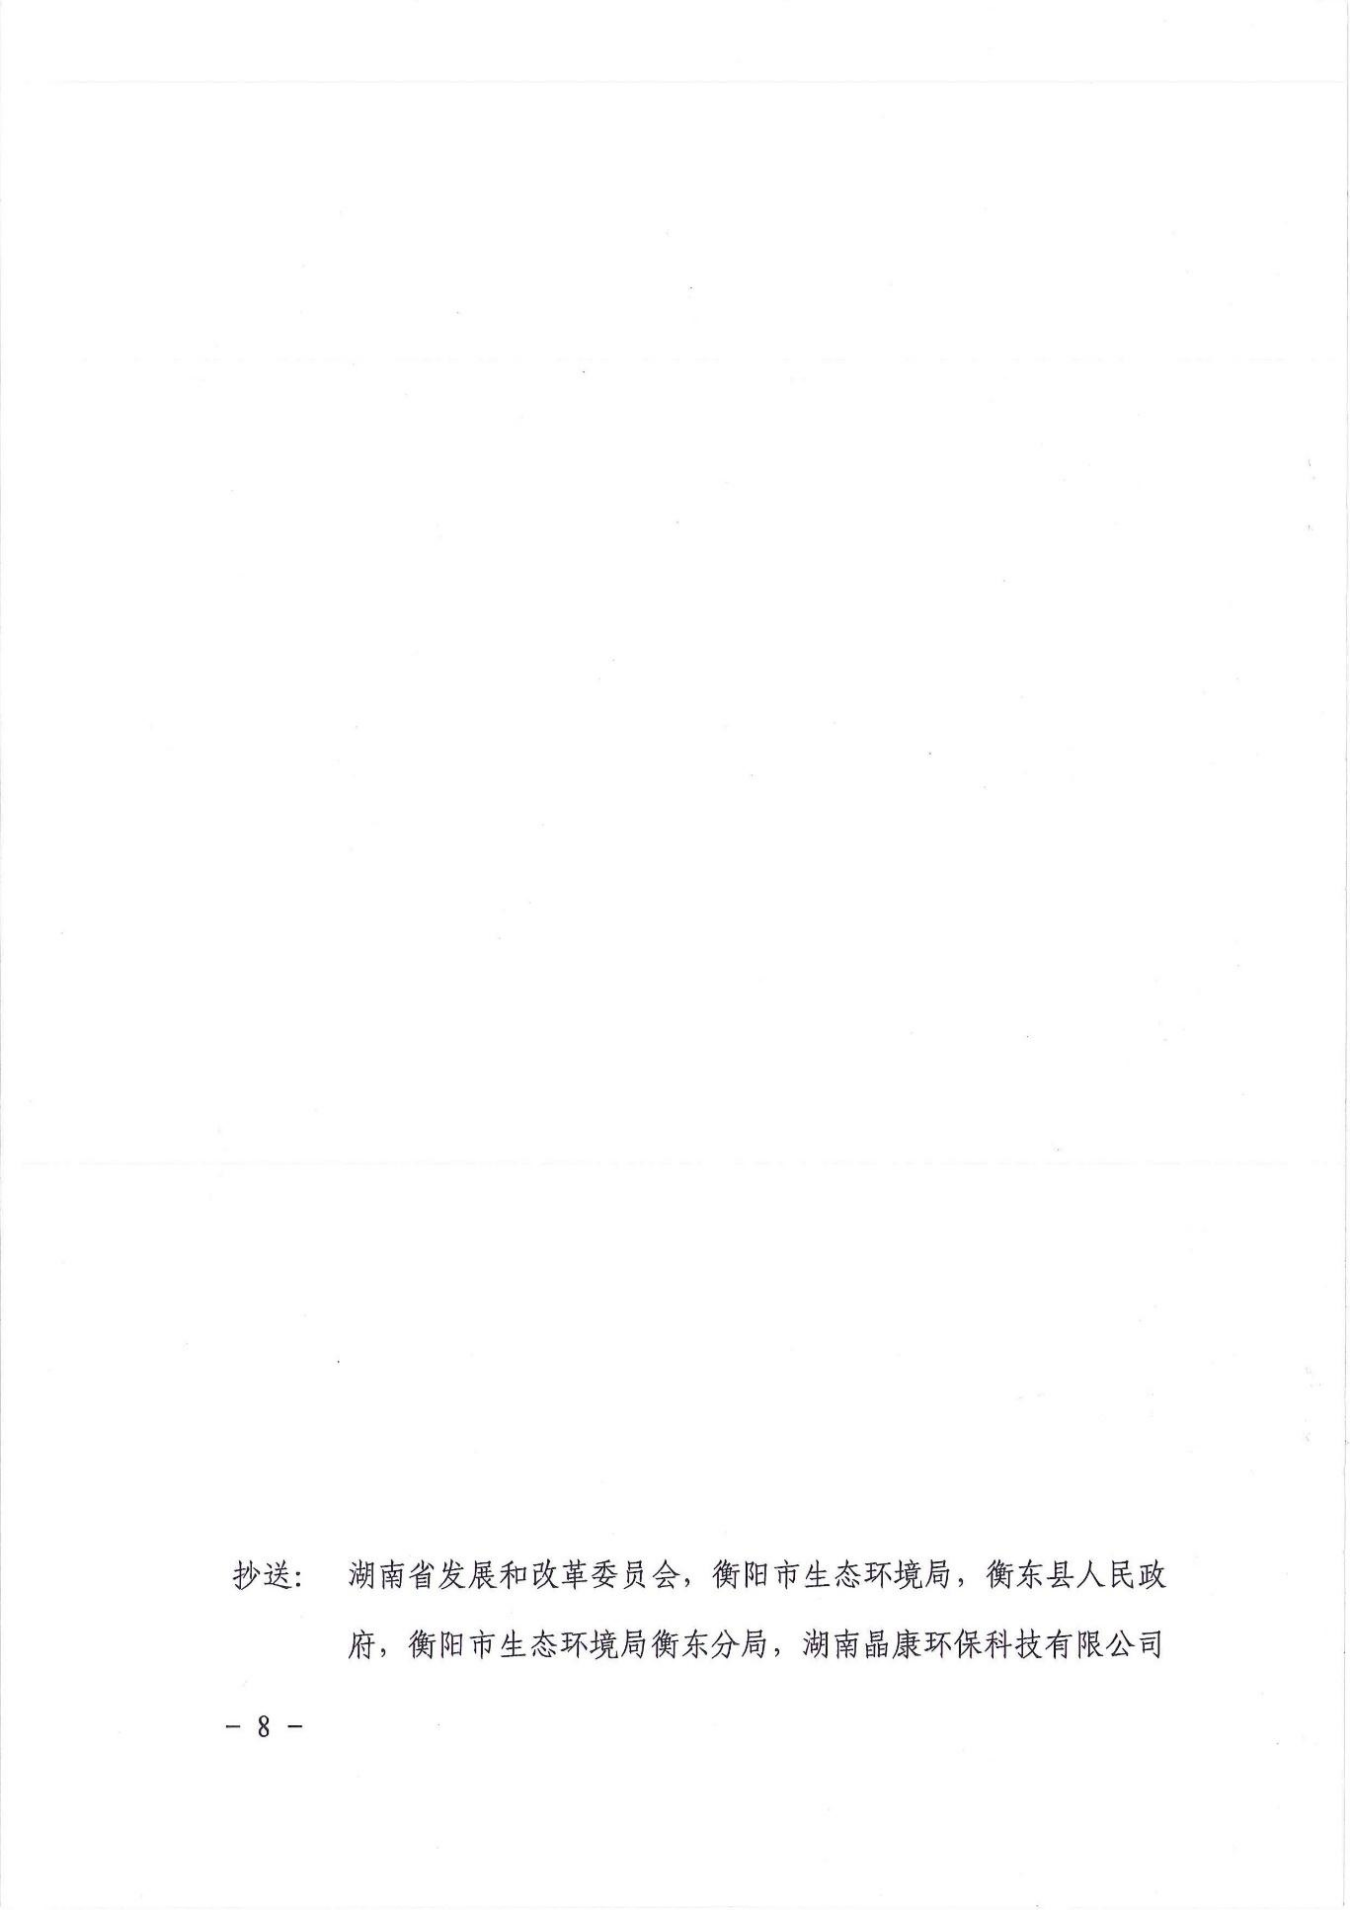 抄送： 湖南省发展和改革委员会，衡阳市生态环境局，衡东县人民政
府，衡阳市生态环境局衡东分局，湖南晶康环保科技有限公司
- 8 -